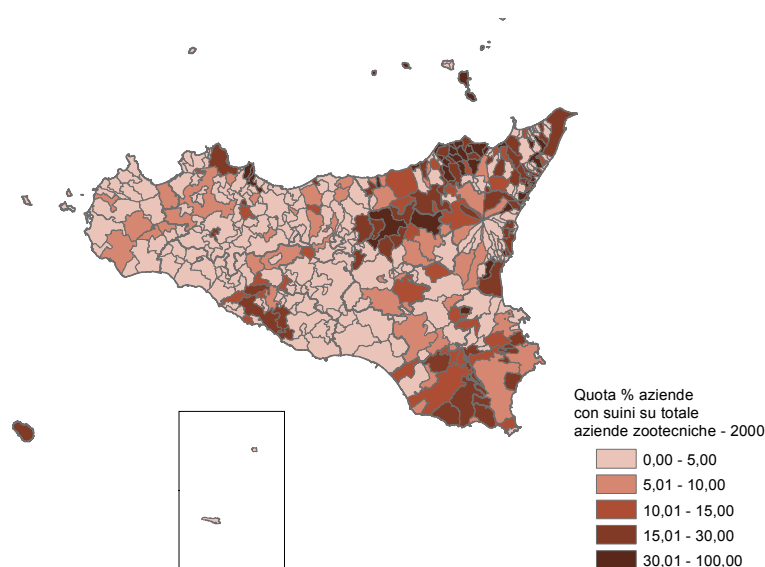 Quota % aziende
con suini su totale
aziende zootecniche - 2000
0,00 - 5,00
5,01 - 10,00
10,01 - 15,00
15,01 - 30,00
30,01 - 100,00